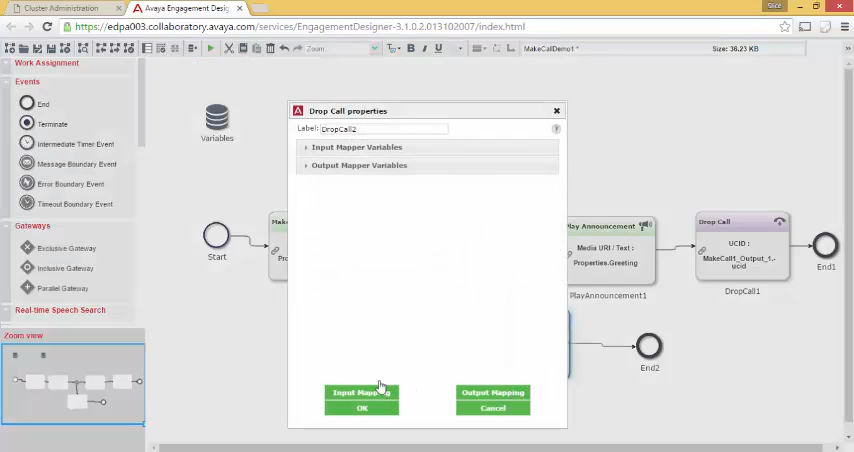 Slice
Cluster Administration
Avaya Engagement Desig
https://edpa003.collaboratory.avaya.com/services/EngagementDesigner-3.1.0.2.013102007/index.html
Zoom
B I U
MakeCallDemo1 *
Size: 36.23 KB
Work Assignment
Events
End
Terminate
Intermediate Timer Event
Message Boundary Event
Error Boundary Event
Timeout Boundary Event
Gateways
Exclusive Gateway
Inclusive Gateway
Parallel Gateway
Real-time Speech Search
Zoom view
Variables
Start
Drop Call properties
Label: DropCall2
Input Mapper Variables
Output Mapper Variables
Input Mapping
Output Mapping
OK
Cancel
Play Announcement
Media URI / Text :
Properties.Greeting
PlayAnnouncement1
Drop Call
UCID :
MakeCall1_Output_1.-
ucid
DropCall1
End1
End2